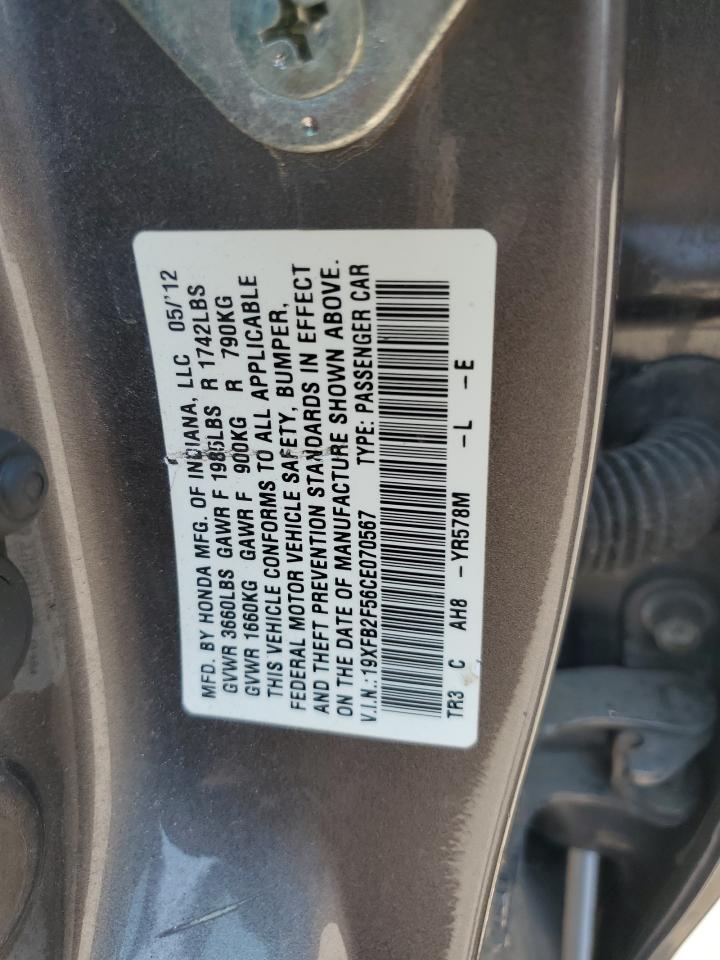 MFD. BY HONDA MFG. OF INDIANA, LLC 05/'12
GVWR 3660LBS GAWR F 1985LBS R 1742LBS
GVWR 1660KG GAWR F 900KG R 790KG
THIS VEHICLE CONFORMS TO ALL APPLICABLE
FEDERAL MOTOR VEHICLE SAFETY, BUMPER,
AND THEFT PREVENTION STANDARDS IN EFFECT
ON THE DATE OF MANUFACTURE SHOWN ABOVE.
V.I.N.:19XFB2F56CE070567 TYPE: PASSENGER CAR
TR3 C AH8 -YR578M -L -E